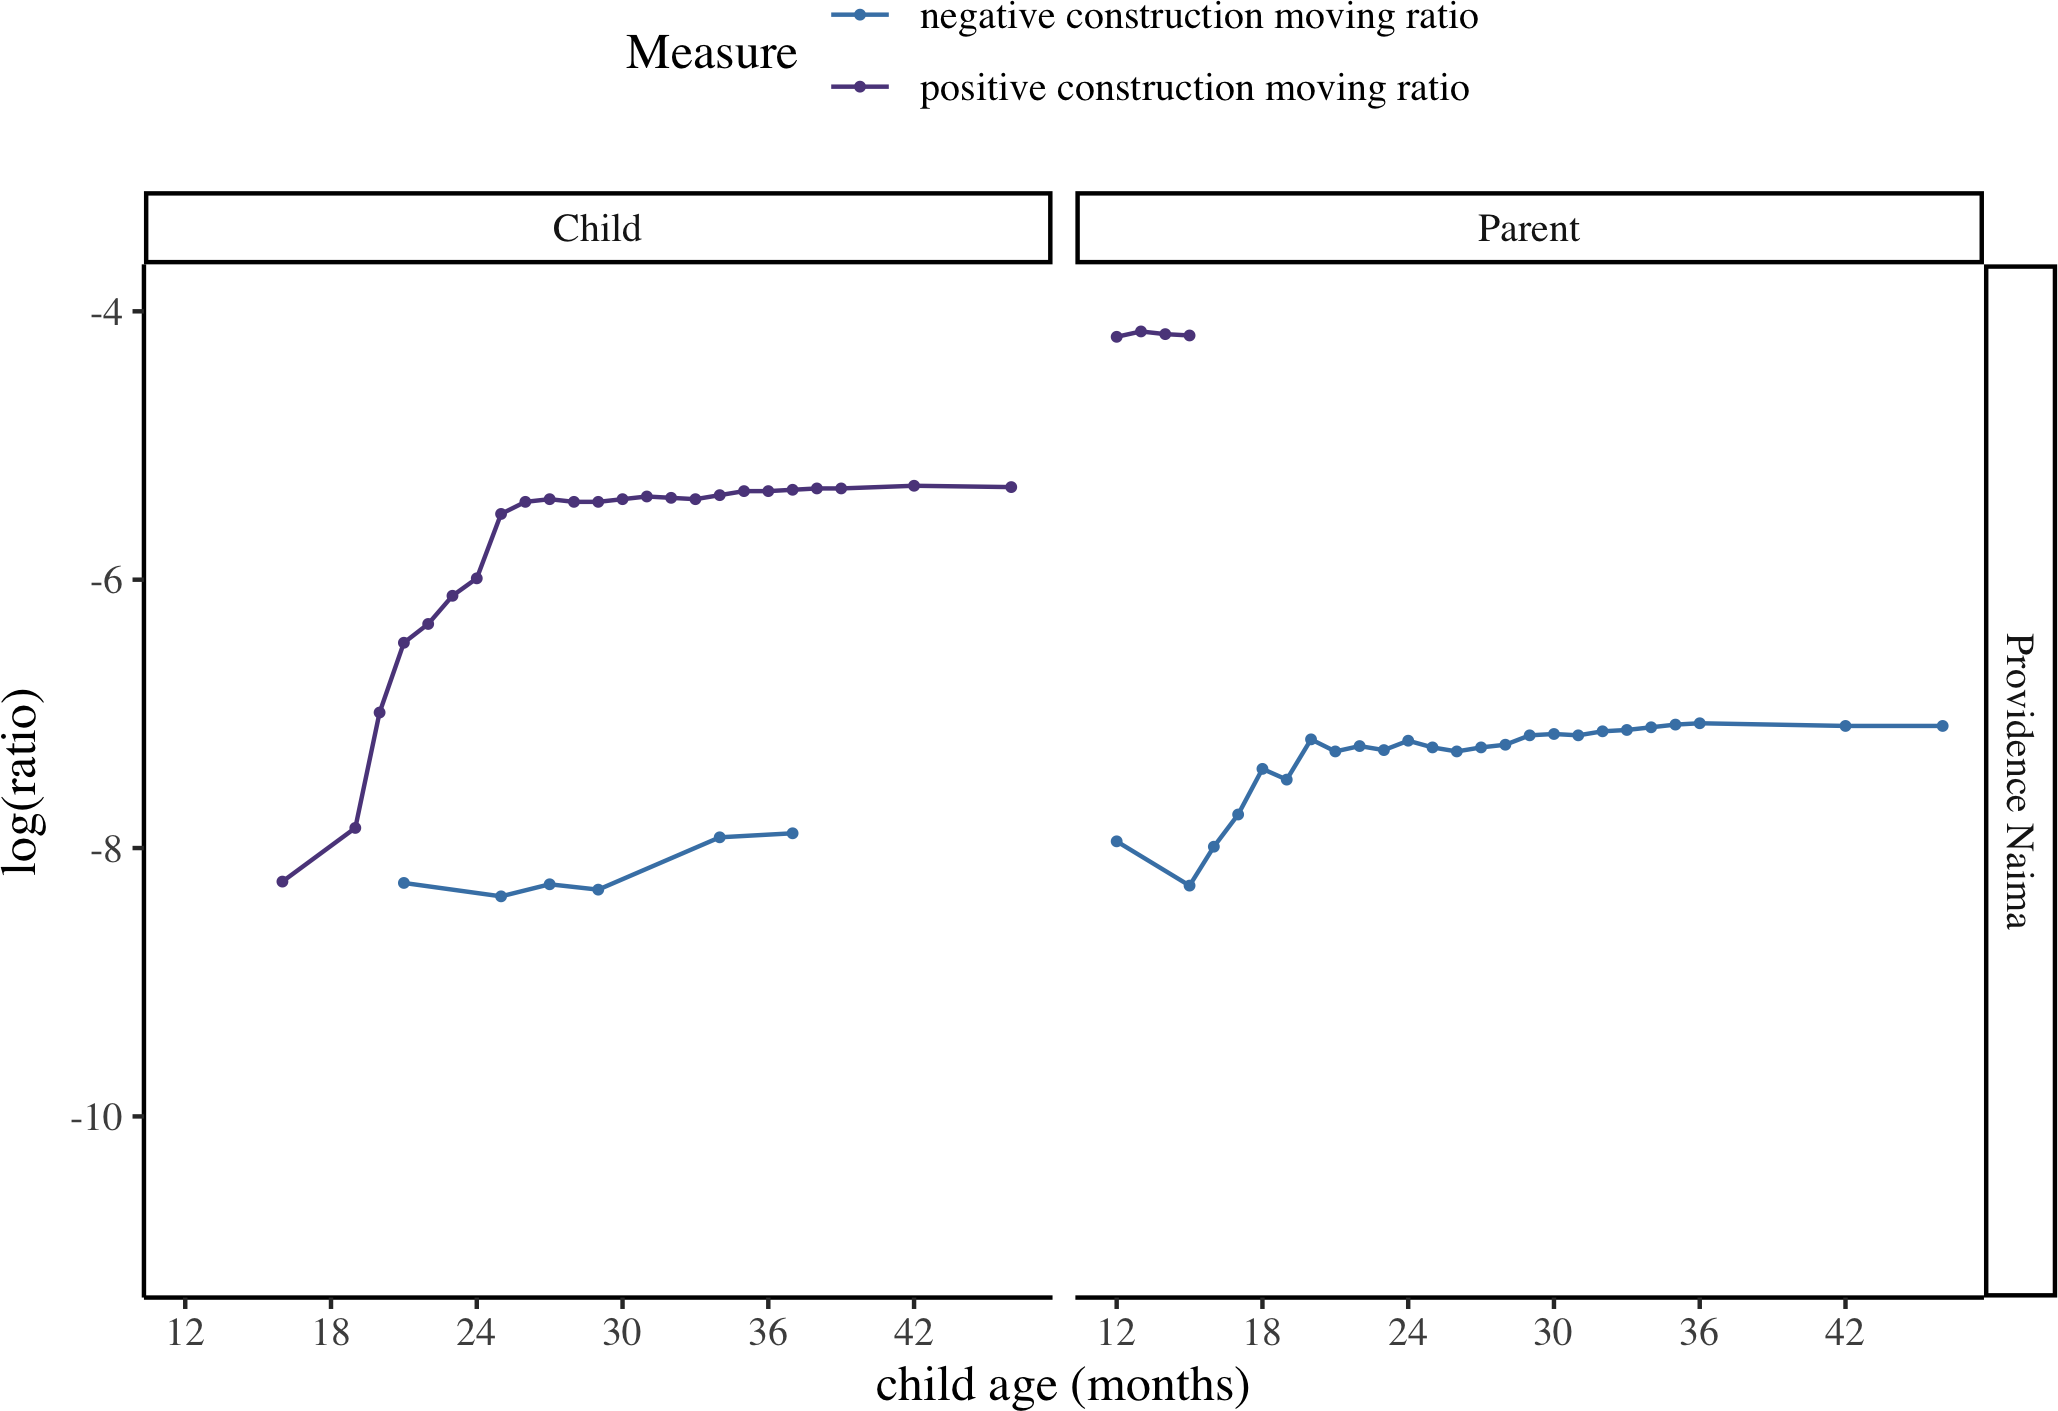 Measure
negative construction moving ratio
positive construction moving ratio
Child
Parent
-4
-6
-8
-10
log(ratio)
Providence Naima
12 18 24 30 36 42
12 18 24 30 36 42
child age (months)